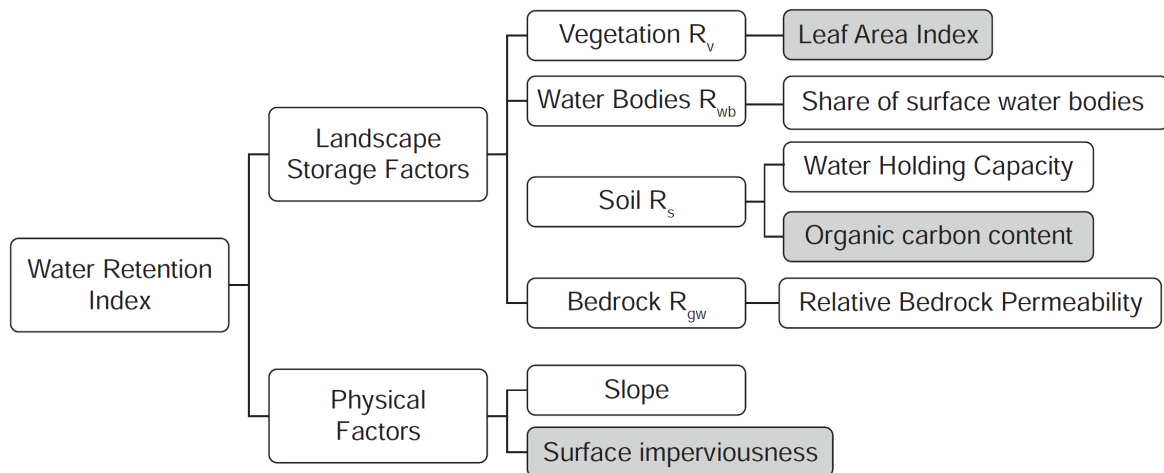 Vegetation Rv
Leaf Area Index
Water Bodies Rwb
Share of surface water bodies
Landscape
Storage Factors
Water Holding Capacity
Soil Rs
Organic carbon content
Water Retention
Index
Bedrock Rgw
Relative Bedrock Permeability
Physical
Factors
Slope
Surface imperviousness